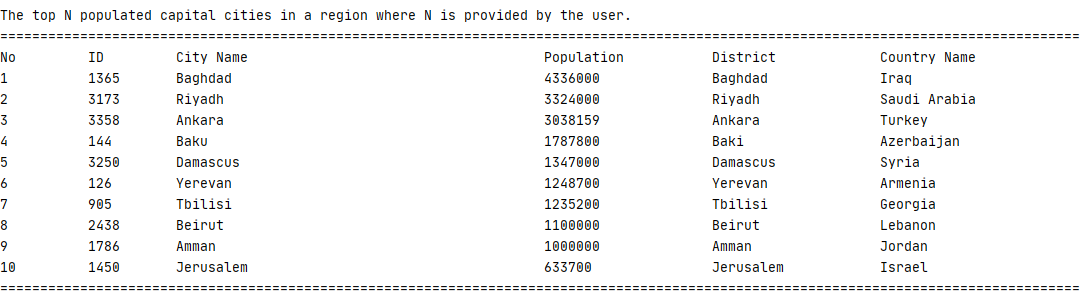 The top N populated capital cities in a region where N is provided by the user.
=======================================================================================================================================
No         ID         City Name                                     Population           District             Country Name
1          1365       Baghdad                                       4336000              Baghdad              Iraq
2          3173       Riyadh                                        3324000              Riyadh               Saudi Arabia
3          3358       Ankara                                        3038159              Ankara               Turkey
4          144        Baku                                          1787800              Baki                 Azerbaijan
5          3250       Damascus                                      1347000              Damascus             Syria
6          126        Yerevan                                       1248700              Yerevan              Armenia
7          905        Tbilisi                                       1235200              Tbilisi              Georgia
8          2438       Beirut                                        1100000              Beirut               Lebanon
9          1786       Amman                                         1000000              Amman                Jordan
10         1450       Jerusalem                                     633700               Jerusalem            Israel
=======================================================================================================================================